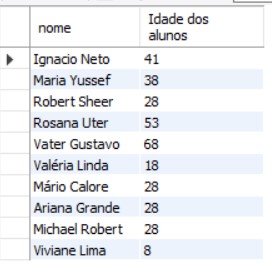 nome Idade dos alunos
Ignacio Neto 41
Maria Yussef 38
Robert Sheer 28
Rosana Uter 53
Vater Gustavo 68
Valéria Linda 18
Mário Calore 28
Ariana Grande 28
Michael Robert 28
Viviane Lima 8